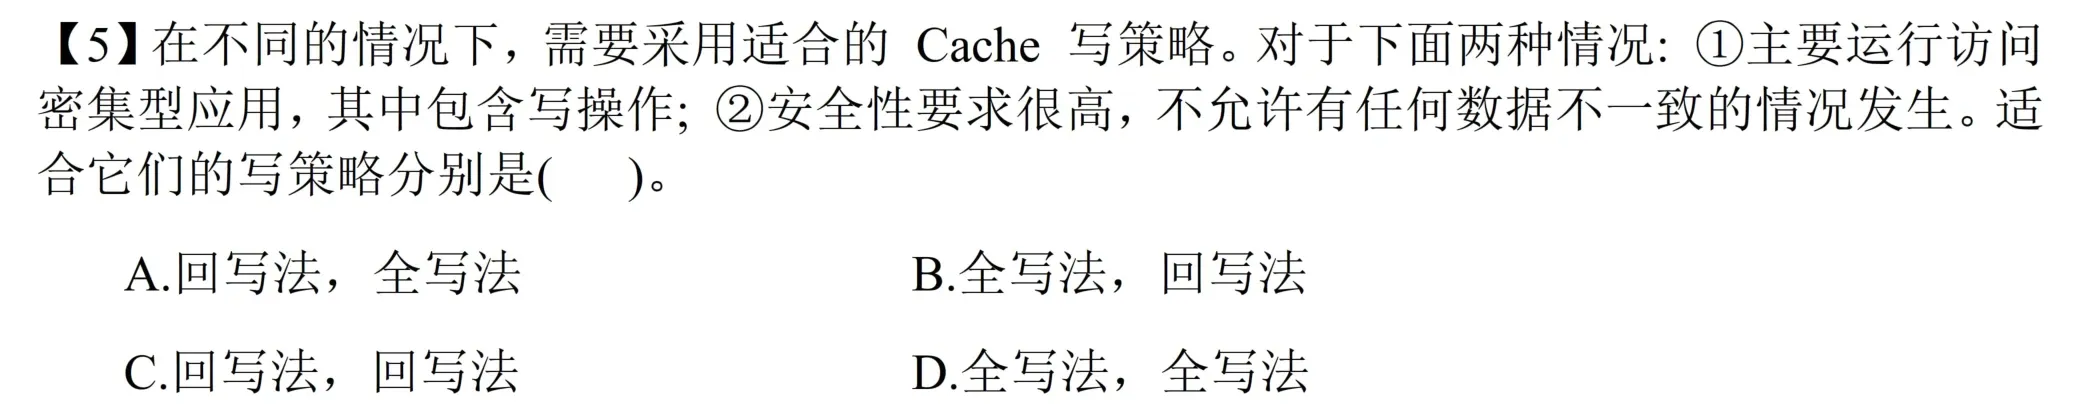 【5】在不同的情况下，需要采用适合的 Cache 写策略。对于下面两种情况：①主要运行访问
密集型应用，其中包含写操作；②安全性要求很高，不允许有任何数据不一致的情况发生。适
合它们的写策略分别是(    )。
A.回写法，全写法
B.全写法，回写法
C.回写法，回写法
D.全写法，全写法